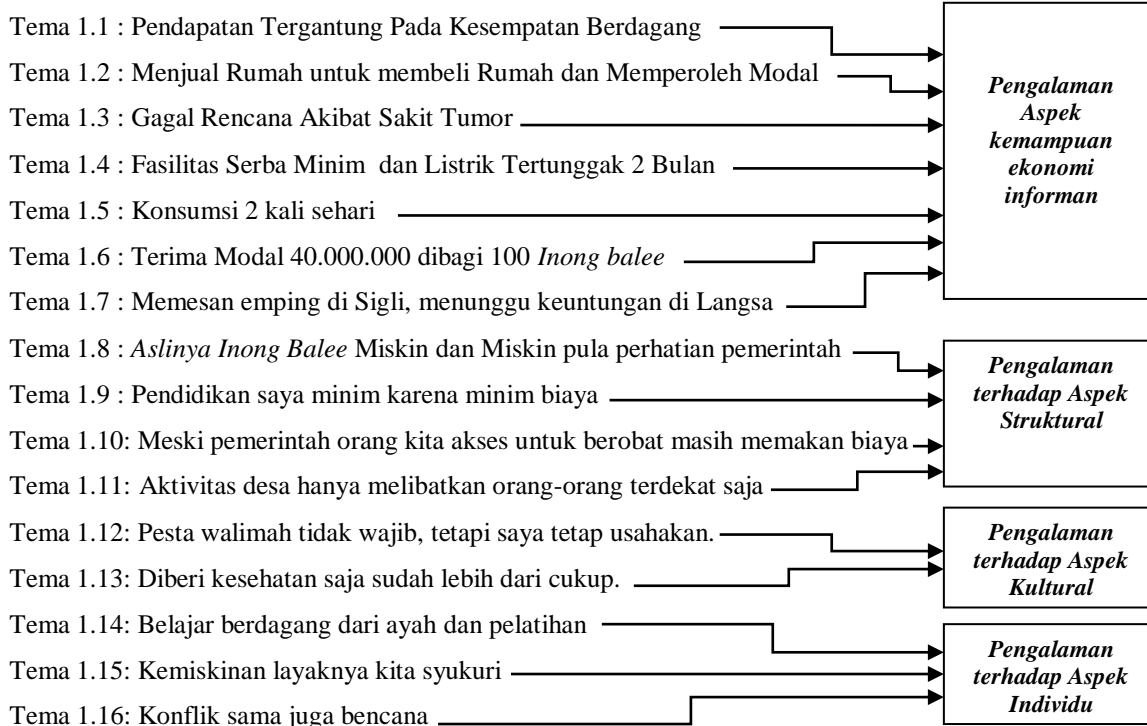 Tema 1.1 : Pendapatan Tergantung Pada Kesempatan Berdagang
Tema 1.2 : Menjual Rumah untuk membeli Rumah dan Memperoleh Modal
Tema 1.3 : Gagal Rencana Akibat Sakit Tumor
Tema 1.4 : Fasilitas Serba Minim dan Listrik Tertunggak 2 Bulan
Tema 1.5 : Konsumsi 2 kali sehari
Tema 1.6 : Terima Modal 40.000.000 dibagi 100 Inong balee
Tema 1.7 : Memesan emping di Sigli, menunggu keuntungan di Langsa
Pengalaman
Aspek
kemampuan
ekonomi
informan
Tema 1.8 : Aslinya Inong Balee Miskin dan Miskin pula perhatian pemerintah
Tema 1.9 : Pendidikan saya minim karena minim biaya
Tema 1.10: Meski pemerintah orang kita akses untuk berobat masih memakan biaya
Tema 1.11: Aktivitas desa hanya melibatkan orang-orang terdekat saja
Pengalaman
terhadap Aspek
Struktural
Tema 1.12: Pesta walimah tidak wajib, tetapi saya tetap usahakan.
Tema 1.13: Diberi kesehatan saja sudah lebih dari cukup.
Pengalaman
terhadap Aspek
Kultural
Tema 1.14: Belajar berdagang dari ayah dan pelatihan
Tema 1.15: Kemiskinan layaknya kita syukuri
Tema 1.16: Konflik sama juga bencana
Pengalaman
terhadap Aspek
Individu